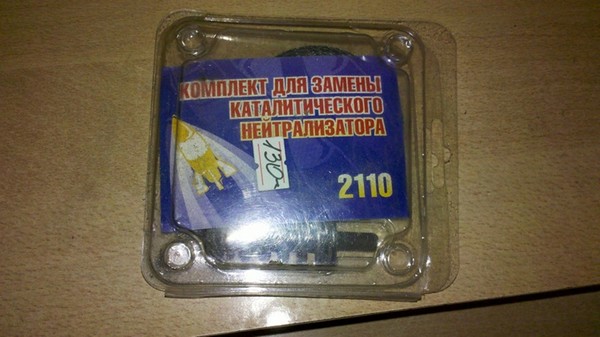 КОМПЛЕКТ ДЛЯ ЗАМЕНЫ
КАТАЛИТИЧЕСКОГО
НЕЙТРАЛИЗАТОРА
130~
2110